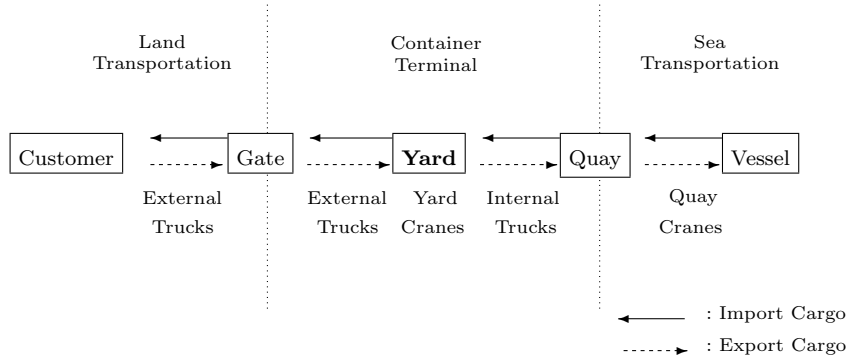 Land
Transportation
Container
Terminal
Sea
Transportation
Customer
Gate
Yard
Quay
Vessel
External
Trucks
External
Trucks
Yard
Cranes
Internal
Trucks
Quay
Cranes
: Import Cargo
: Export Cargo